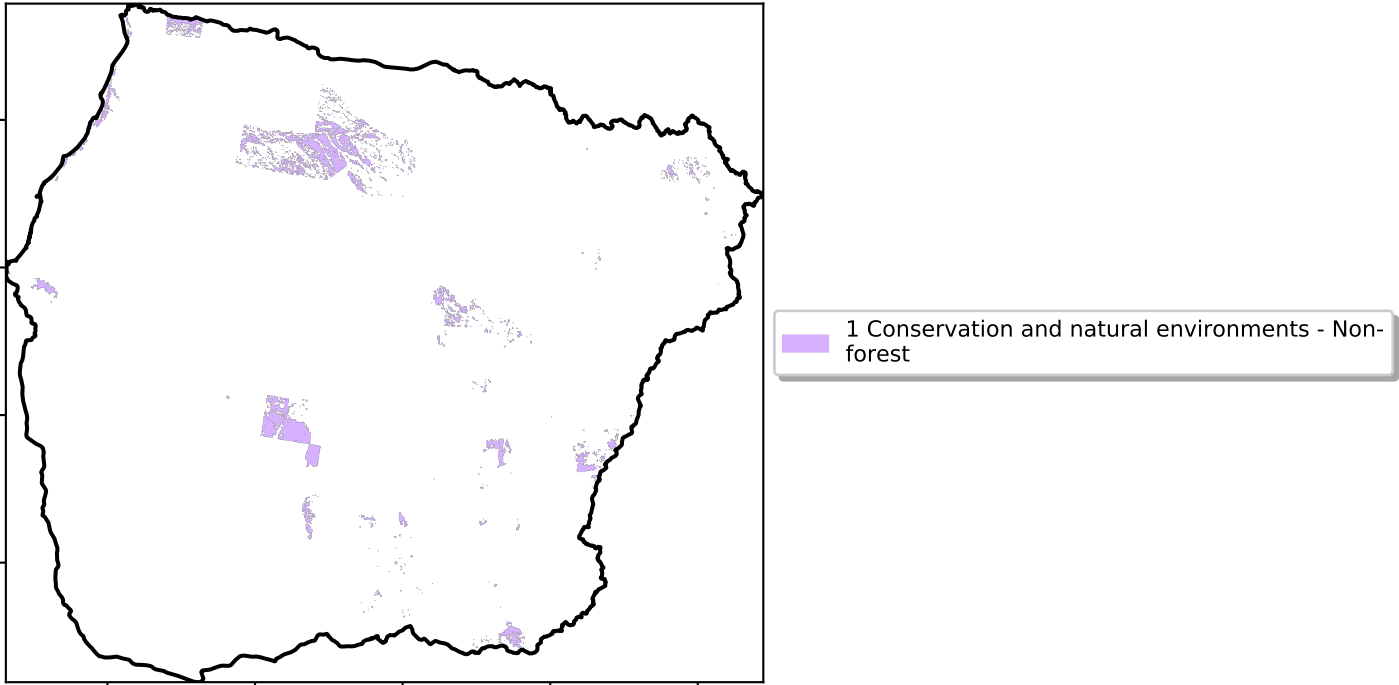 1 Conservation and natural environments - Non-
forest